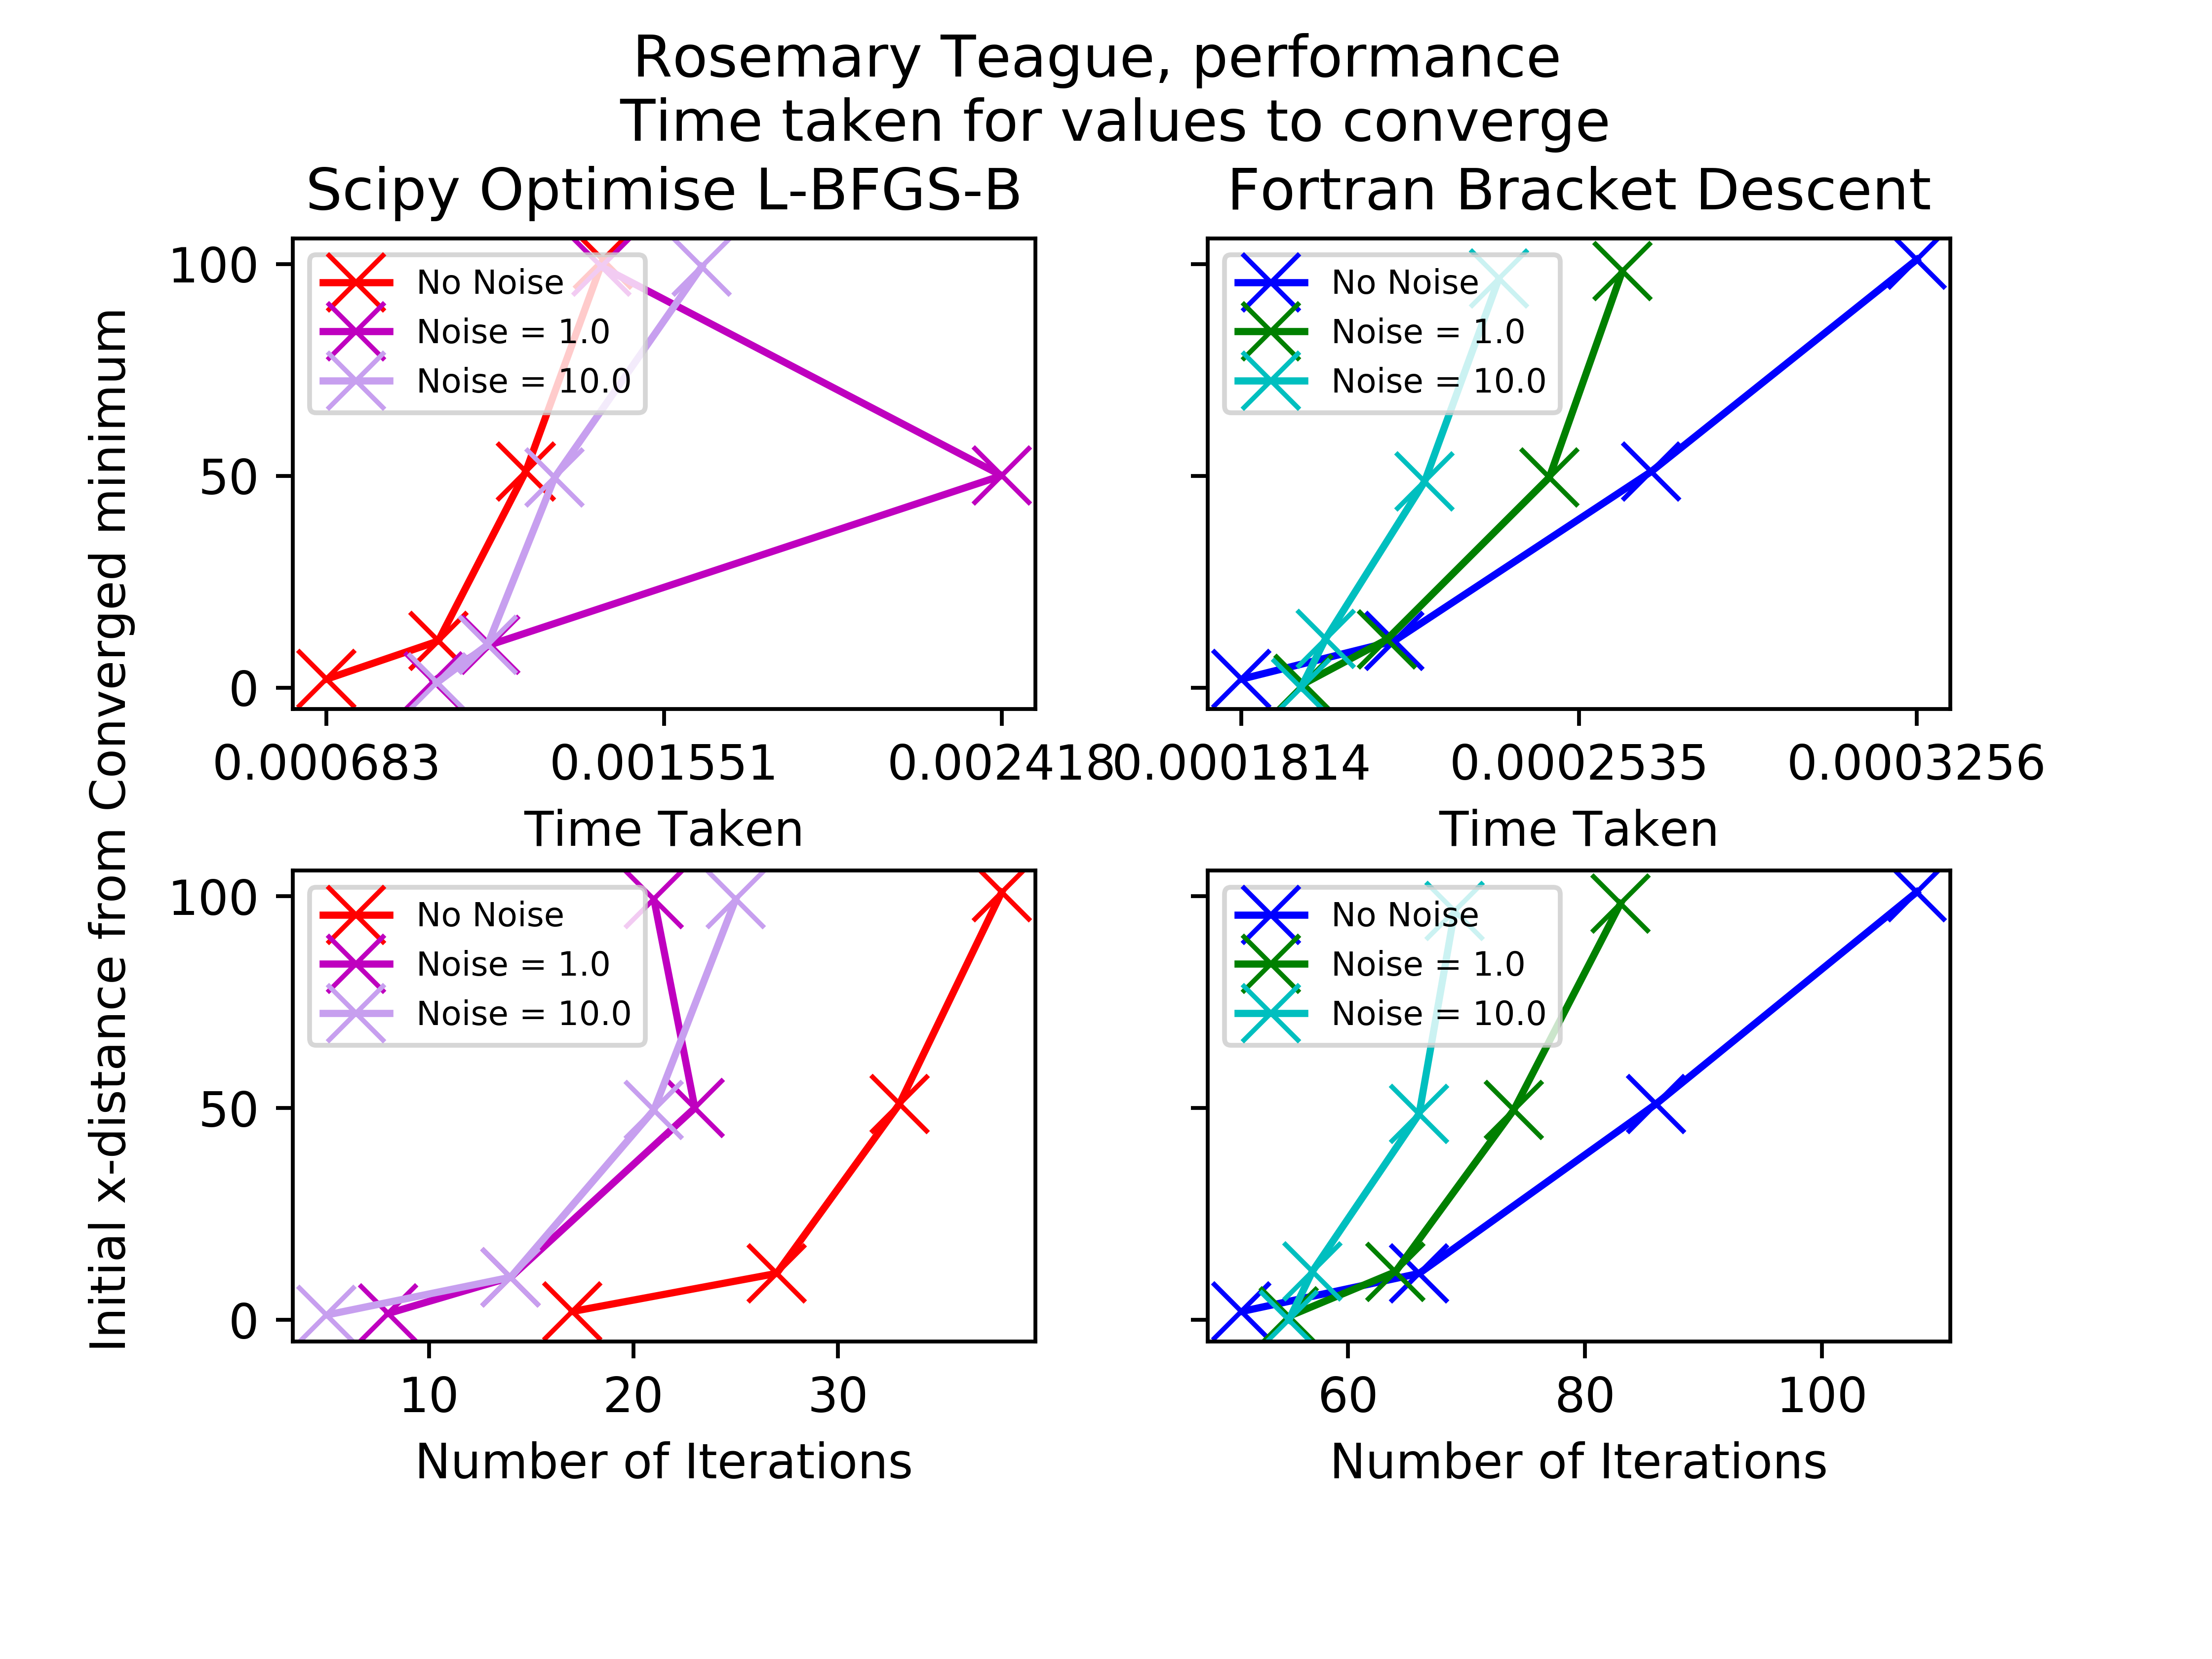 Rosemary Teague, performance
Time taken for values to converge
Scipy Optimise L-BFGS-B
Fortran Bracket Descent
Initial x-distance from Converged minimum
100
50
0
No Noise
Noise = 1.0
Noise = 10.0
0.000683
0.001551
0.002418
Time Taken
No Noise
Noise = 1.0
Noise = 10.0
0.0001814
0.0002535
0.0003256
Time Taken
100
50
0
No Noise
Noise = 1.0
Noise = 10.0
10
20
30
Number of Iterations
No Noise
Noise = 1.0
Noise = 10.0
60
80
100
Number of Iterations